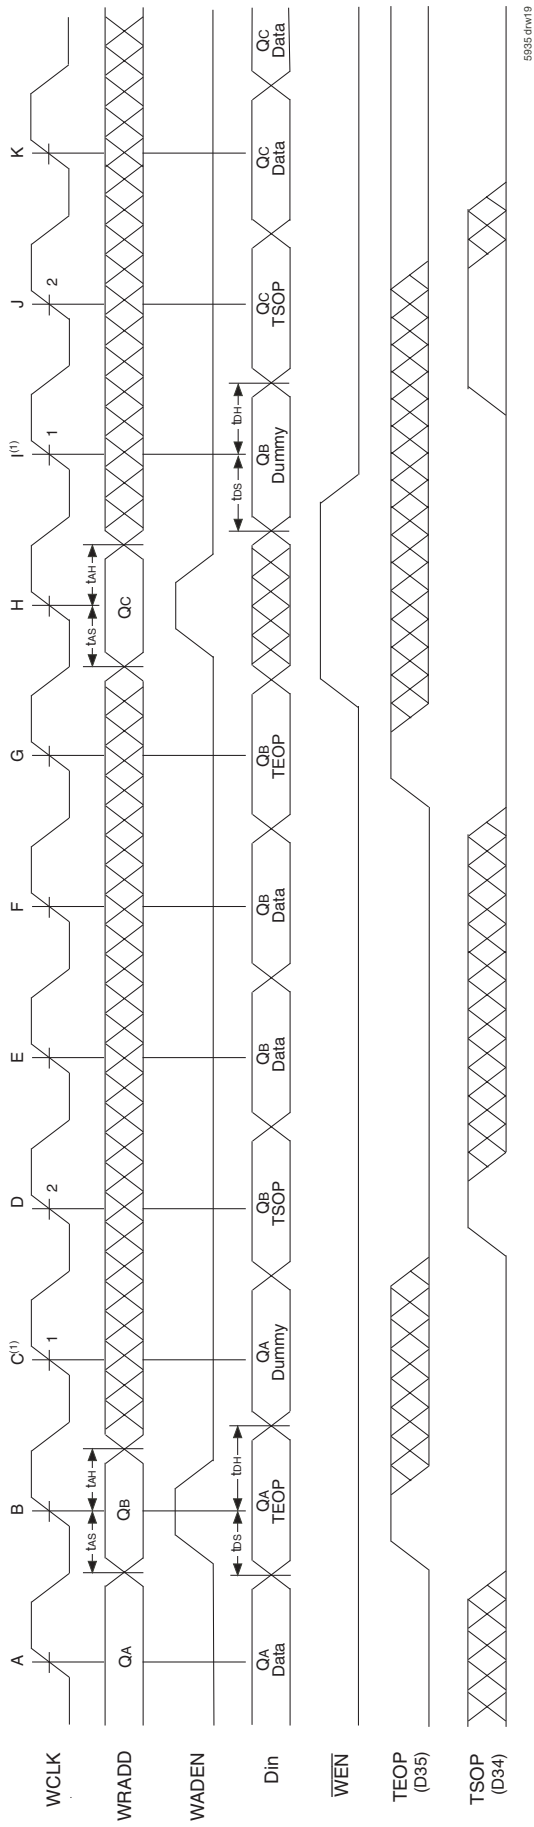 A B C(1) D E F G H I(1) J K
WCLK 1 2 1 2
tAS tAH tAS tAH
WRADD QA QB QC
WADEN
tDS tDH tDS tDH
Din QA Data QA TEOP QA Dummy QB TSOP QB Data QB Data QB TEOP QB Dummy QC TSOP QC Data QC Data
WEN
TEOP
(D35)
TSOP
(D34)
5935 drw19